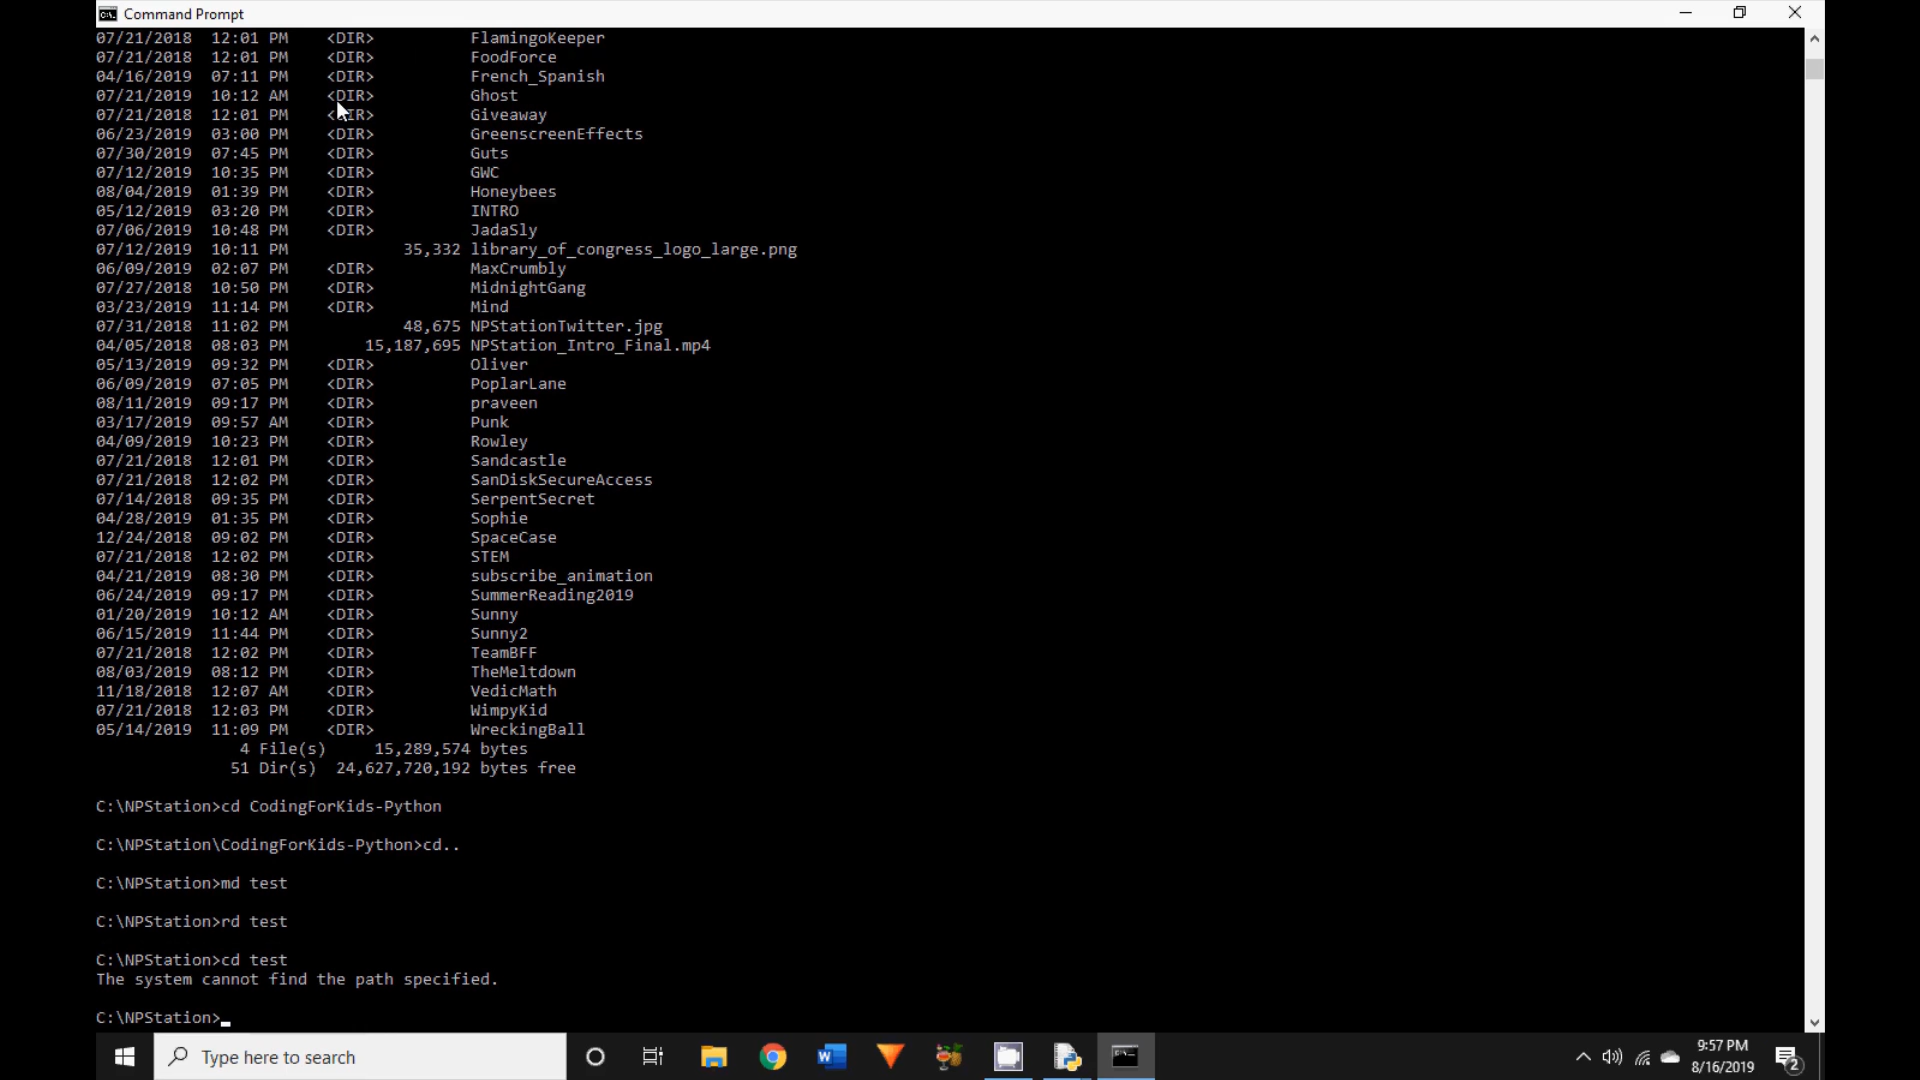 Command Prompt
07/21/2018  12:01 PM    <DIR>          FlamingoKeeper
07/21/2018  12:01 PM    <DIR>          FoodForce
04/16/2019  07:11 PM    <DIR>          French_Spanish
07/21/2019  10:12 AM    <DIR>          Ghost
07/21/2018  12:01 PM    <DIR>          Giveaway
06/23/2019  03:00 PM    <DIR>          GreenscreenEffects
07/30/2019  07:45 PM    <DIR>          Guts
07/12/2019  10:35 PM    <DIR>          GWC
08/04/2019  01:39 PM    <DIR>          Honeybees
05/12/2019  03:20 PM    <DIR>          INTRO
07/06/2019  10:48 PM    <DIR>          JadaSly
07/12/2019  10:11 PM            35,332 library_of_congress_logo_large.png
06/09/2019  02:07 PM    <DIR>          MaxCrumbly
07/27/2018  10:50 PM    <DIR>          MidnightGang
03/23/2019  11:14 PM    <DIR>          Mind
07/31/2018  11:02 PM            48,675 NPStationTwitter.jpg
04/05/2018  08:03 PM        15,187,695 NPStation_Intro_Final.mp4
05/13/2019  09:32 PM    <DIR>          Oliver
06/09/2019  07:05 PM    <DIR>          PoplarLane
08/11/2019  09:17 PM    <DIR>          praveen
03/17/2019  09:57 AM    <DIR>          Punk
04/09/2019  10:23 PM    <DIR>          Rowley
07/21/2018  12:01 PM    <DIR>          Sandcastle
07/21/2018  12:02 PM    <DIR>          SanDiskSecureAccess
07/14/2018  09:35 PM    <DIR>          SerpentSecret
04/28/2019  01:35 PM    <DIR>          Sophie
12/24/2018  09:02 PM    <DIR>          SpaceCase
07/21/2018  12:02 PM    <DIR>          STEM
04/21/2019  08:30 PM    <DIR>          subscribe_animation
06/24/2019  09:17 PM    <DIR>          SummerReading2019
01/20/2019  10:12 AM    <DIR>          Sunny
06/15/2019  11:44 PM    <DIR>          Sunny2
07/21/2018  12:02 PM    <DIR>          TeamBFF
08/03/2019  08:12 PM    <DIR>          TheMeltdown
11/18/2018  12:07 AM    <DIR>          VedicMath
07/21/2018  12:03 PM    <DIR>          WimpyKid
05/14/2019  11:09 PM    <DIR>          WreckingBall
4 File(s)     15,289,574 bytes
51 Dir(s)  24,627,720,192 bytes free
C:\NPStation>cd CodingForKids-Python
C:\NPStation\CodingForKids-Python>cd..
C:\NPStation>md test
C:\NPStation>rd test
C:\NPStation>cd test
The system cannot find the path specified.
C:\NPStation>
Type here to search
9:57 PM
8/16/2019
2